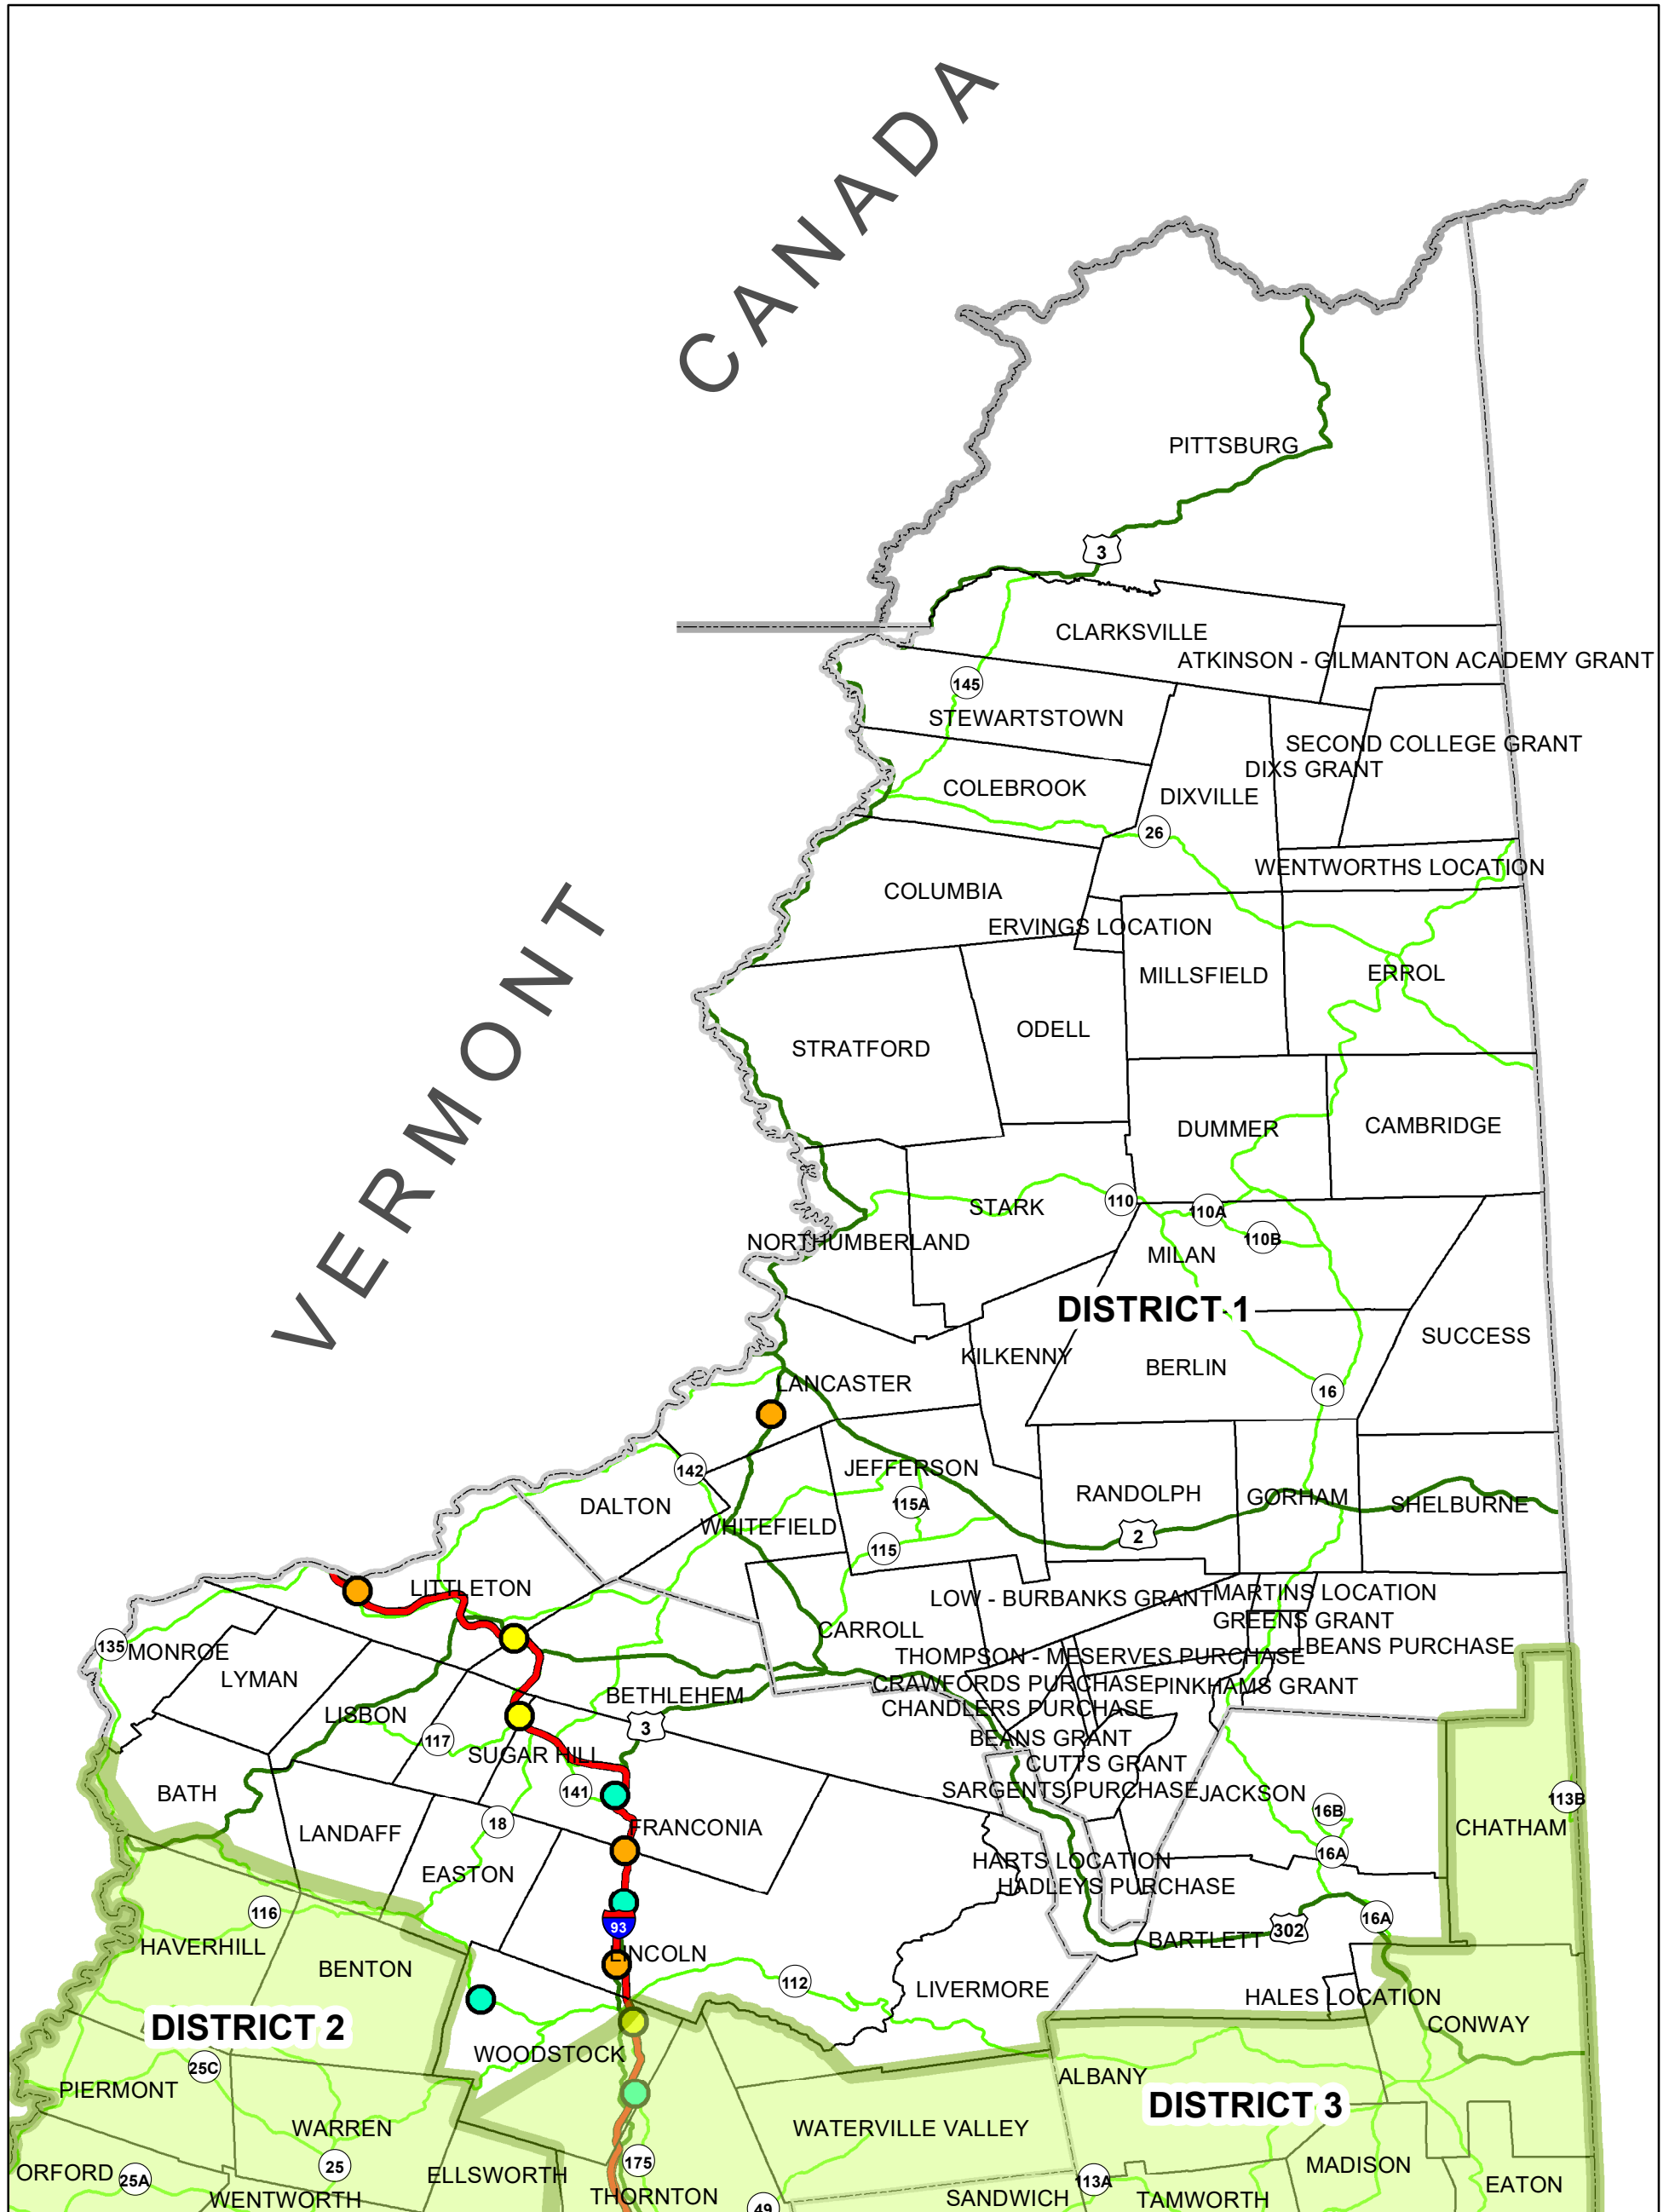 CANADA
PITTSBURG
3
CLARKSVILLE
ATKINSON - GILMANTON ACADEMY GRANT
145
STEWARTSTOWN
SECOND COLLEGE GRANT
DIXS GRANT
COLEBROOK
DIXVILLE
26
WENTWORTHS LOCATION
COLUMBIA
ERVINGS LOCATION
VERMONT
MILLSFIELD
ERROL
ODELL
STRATFORD
DUMMER
CAMBRIDGE
110
STARK
110A
110B
NORTHUMBERLAND
MILAN
DISTRICT 1
SUCCESS
KILKENNY
BERLIN
LANCASTER
16
142
JEFFERSON
RANDOLPH
GORHAM
SHELBURNE
115A
DALTON
WHITEFIELD
2
115
LITTLETON
LOW - BURBANKS GRANT
MARTINS LOCATION
GREENS GRANT
CARROLL
135
MONROE
BEANS PURCHASE
THOMPSON - MESERVES PURCHASE
LYMAN
CRAWFORDS PURCHASE
PINKHAMS GRANT
BETHLEHEM
CHANDLERS PURCHASE
LISBON
3
117
BEANS GRANT
SUGAR HILL
CUTTS GRANT
141
SARGENTS PURCHASE
JACKSON
BATH
113B
16B
18
FRANCONIA
CHATHAM
LANDAFF
16A
HARTS LOCATION
EASTON
HADLEYS PURCHASE
116
93
16A
302
BARTLETT
HAVERHILL
LINCOLN
BENTON
112
LIVERMORE
HALES LOCATION
DISTRICT 2
CONWAY
WOODSTOCK
25C
ALBANY
PIERMONT
DISTRICT 3
WARREN
WATERVILLE VALLEY
175
25
MADISON
ORFORD
25A
ELLSWORTH
113A
EATON
WENTWORTH
THORNTON
49
SANDWICH
TAMWORTH